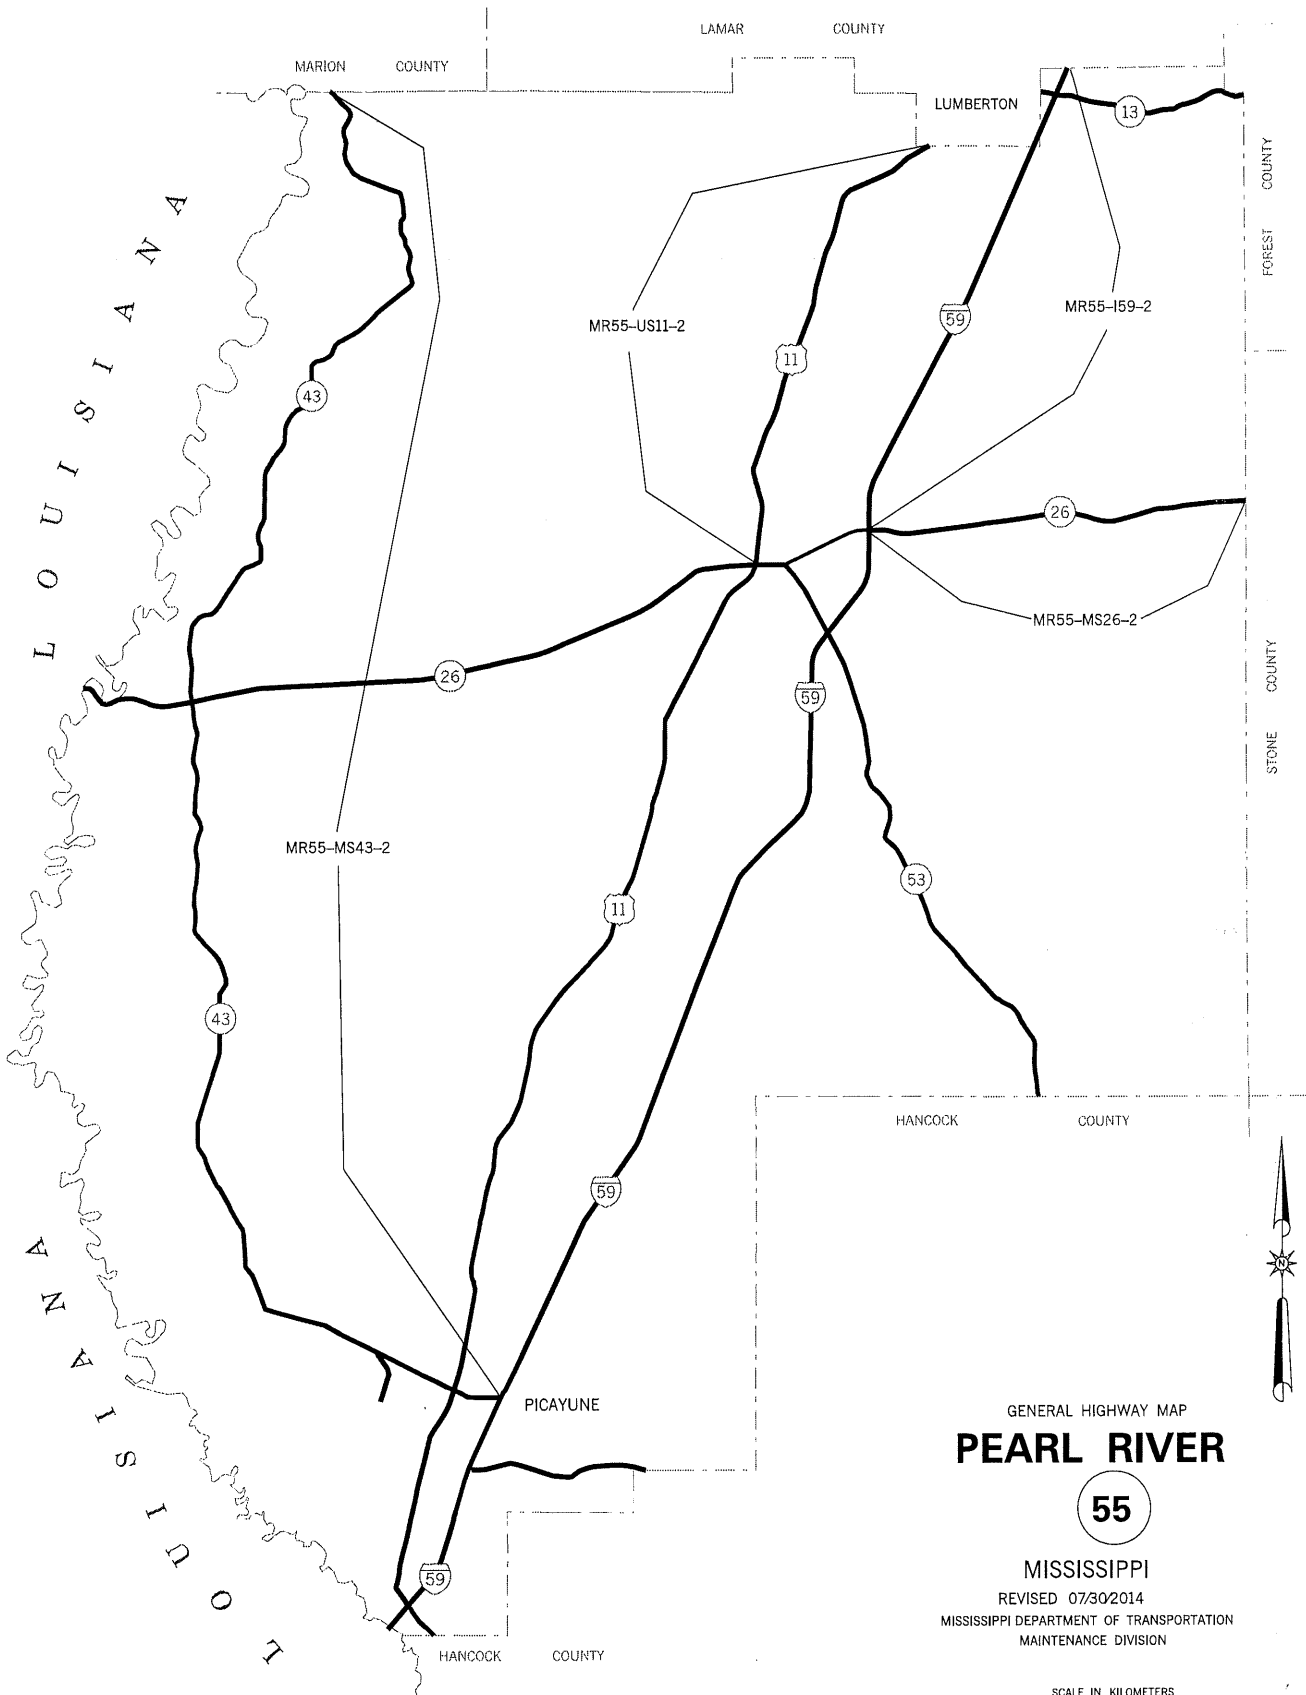 LAMAR COUNTY
MARION COUNTY
LUMBERTON
13
FOREST COUNTY
LOUISIANA
MR55-I59-2
59
MR55-US11-2
11
43
26
MR55-MS26-2
26
59
STONE COUNTY
MR55-MS43-2
53
11
43
HANCOCK COUNTY
59
N
LOUISIANA
PICAYUNE
GENERAL HIGHWAY MAP
PEARL RIVER
55
MISSISSIPPI
REVISED 07/30/2014
MISSISSIPPI DEPARTMENT OF TRANSPORTATION
MAINTENANCE DIVISION
59
HANCOCK COUNTY
SCALE IN KILOMETERS